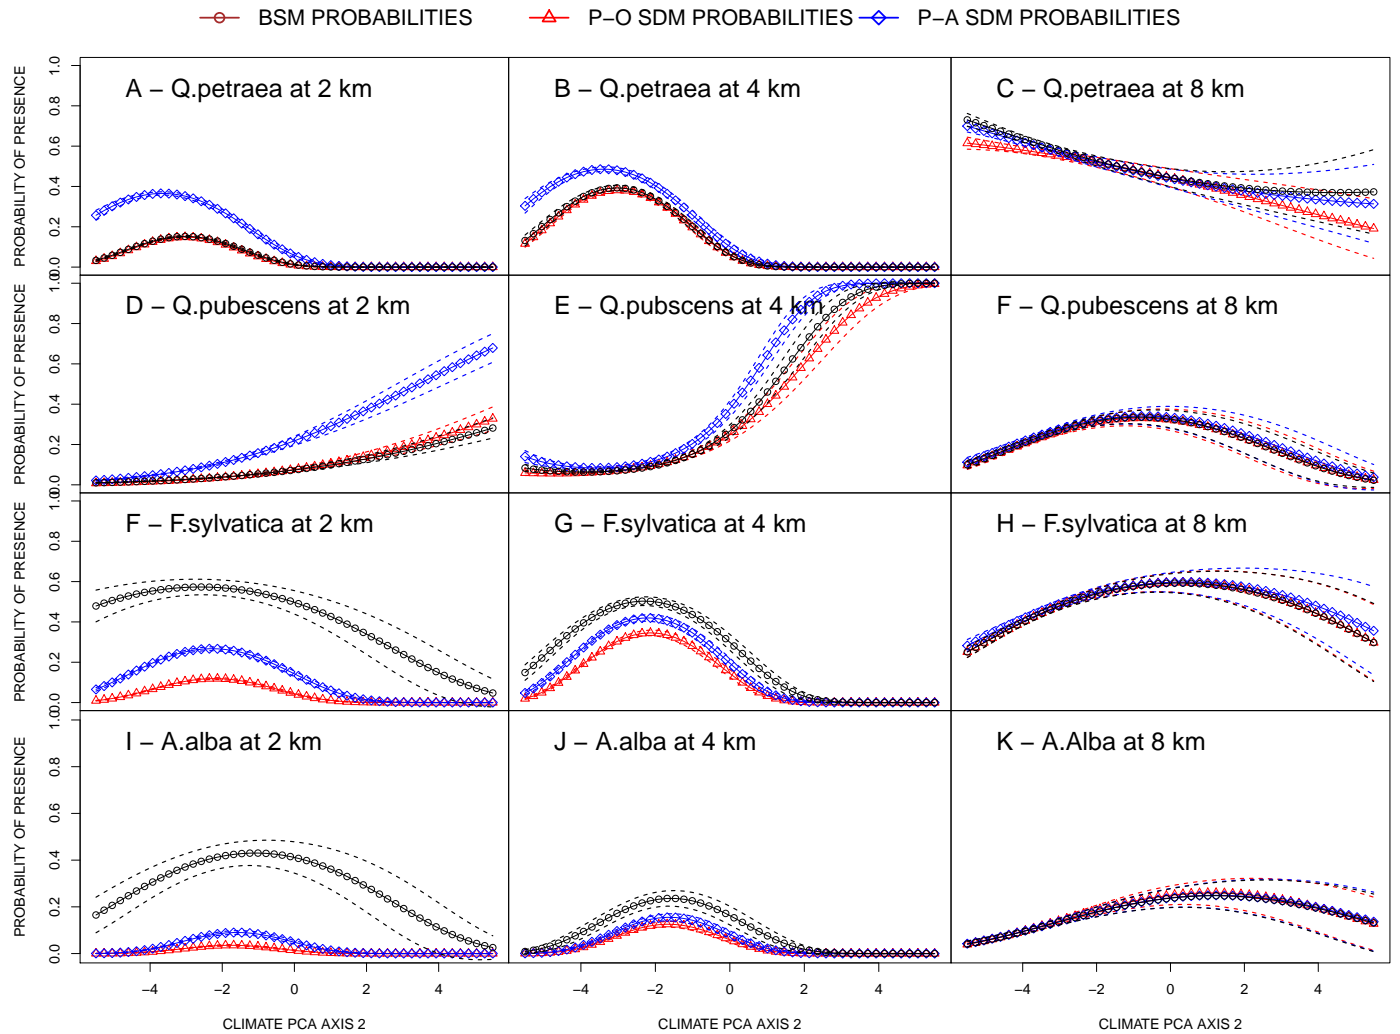 BSM PROBABILITIES P−O SDM PROBABILITIES P−A SDM PROBABILITIES
A − Q.petraea at 2 km B − Q.petraea at 4 km C − Q.petraea at 8 km
PROBABILITY OF PRESENCE
1.0
0.8
0.6
0.4
0.2
0.0
D − Q.pubescens at 2 km E − Q.pubscens at 4 km F − Q.pubescens at 8 km
PROBABILITY OF PRESENCE
1.0
0.8
0.6
0.4
0.2
0.0
F − F.sylvatica at 2 km G − F.sylvatica at 4 km H − F.sylvatica at 8 km
PROBABILITY OF PRESENCE
1.0
0.8
0.6
0.4
0.2
0.0
I − A.alba at 2 km J − A.alba at 4 km K − A.Alba at 8 km
PROBABILITY OF PRESENCE
1.0
0.8
0.6
0.4
0.2
0.0
−4 −2 0 2 4 −4 −2 0 2 4 −4 −2 0 2 4
CLIMATE PCA AXIS 2 CLIMATE PCA AXIS 2 CLIMATE PCA AXIS 2